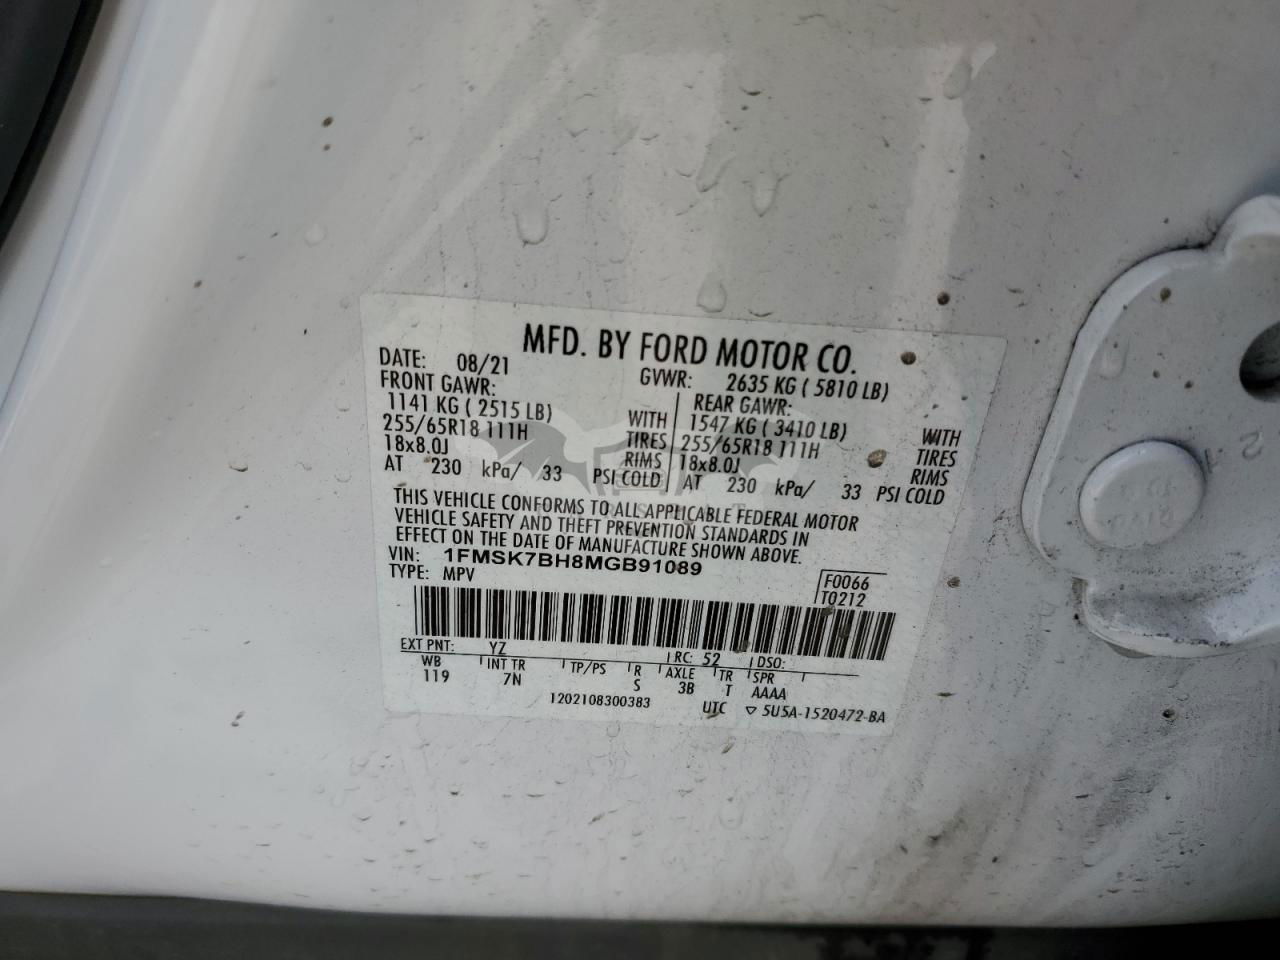 MFD. BY FORD MOTOR CO.
DATE: 08/21 GVWR: 2635 KG ( 5810 LB)
FRONT GAWR: REAR GAWR:
1141 KG ( 2515 LB) WITH 1547 KG ( 3410 LB) WITH
255/65R18 111H TIRES 255/65R18 111H TIRES
18x8.0J RIMS 18x8.0J RIMS
AT 230 kPa/ 33 PSI COLD AT 230 kPa/ 33 PSI COLD
THIS VEHICLE CONFORMS TO ALL APPLICABLE FEDERAL MOTOR
VEHICLE SAFETY AND THEFT PREVENTION STANDARDS IN
EFFECT ON THE DATE OF MANUFACTURE SHOWN ABOVE.
VIN: 1FMSK7BH8MGB91089
TYPE: MPV
F0066
T0212
EXT PNT: YZ RC: 52 DSO:
WB INT TR TP/PS R AXLE TR SPR
119 7N S 3B T AAAA
1202108300383 UTC ▽ 5U5A-1520472-BA